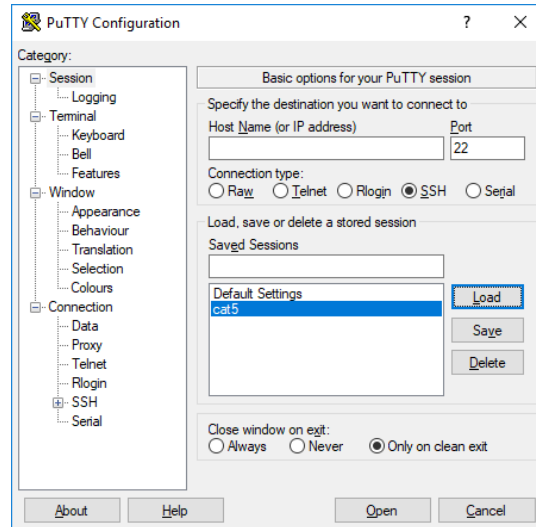 PuTTY Configuration
?
Category:
Session
Logging
Terminal
Keyboard
Bell
Features
Window
Appearance
Behaviour
Translation
Selection
Colours
Connection
Data
Proxy
Telnet
Rlogin
SSH
Serial
Basic options for your PuTTY session
Specify the destination you want to connect to
Host Name (or IP address) Port
22
Connection type:
Raw Telnet Rlogin SSH Serial
Load, save or delete a stored session
Saved Sessions
Default Settings
cat5
Load
Save
Delete
Close window on exit:
Always Never Only on clean exit
About Help Open Cancel